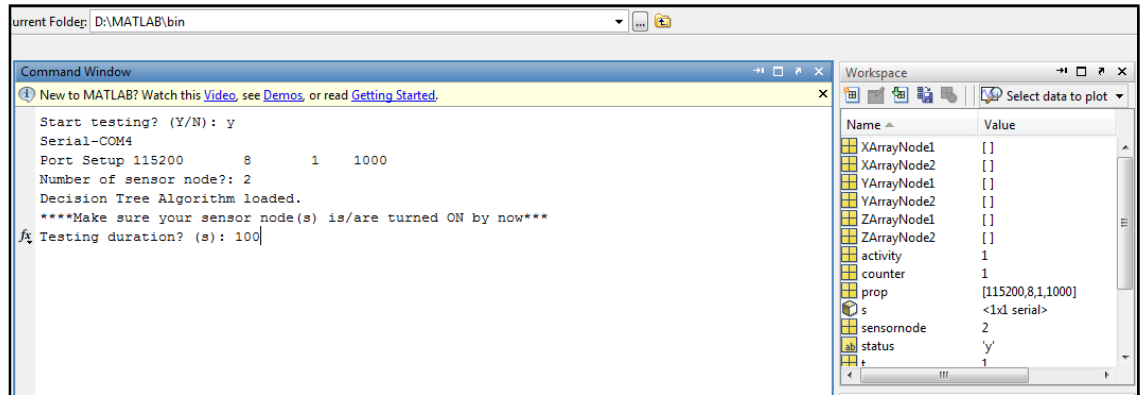 urrent Folder: D:\MATLAB\bin
Command Window
New to MATLAB? Watch this Video, see Demos, or read Getting Started.
Start testing? (Y/N): y
Serial-COM4
Port Setup 115200 8 1 1000
Number of sensor node?: 2
Decision Tree Algorithm loaded.
****Make sure your sensor node(s) is/are turned ON by now***
fx Testing duration? (s): 100
Workspace
Select data to plot
Name Value
XArrayNode1 [ ]
XArrayNode2 [ ]
YArrayNode1 [ ]
YArrayNode2 [ ]
ZArrayNode1 [ ]
ZArrayNode2 [ ]
activity 1
counter 1
prop [115200,8,1,1000]
s <1x1 serial>
sensornode 2
ab status 'y'
t 1